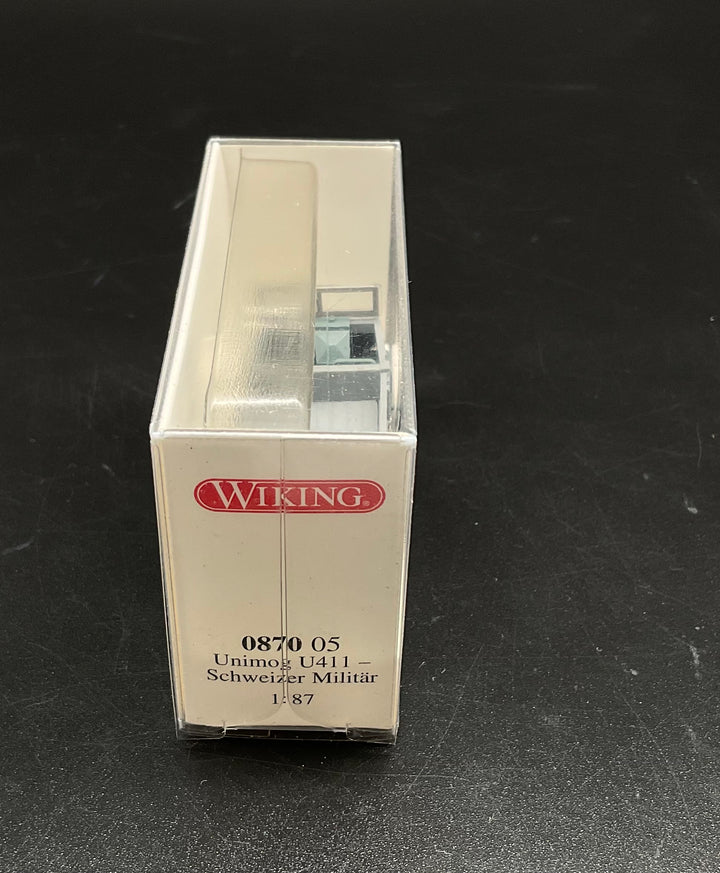 WIKING®
0870 05
Unimog U411 –
Schweizer Militär
1:87